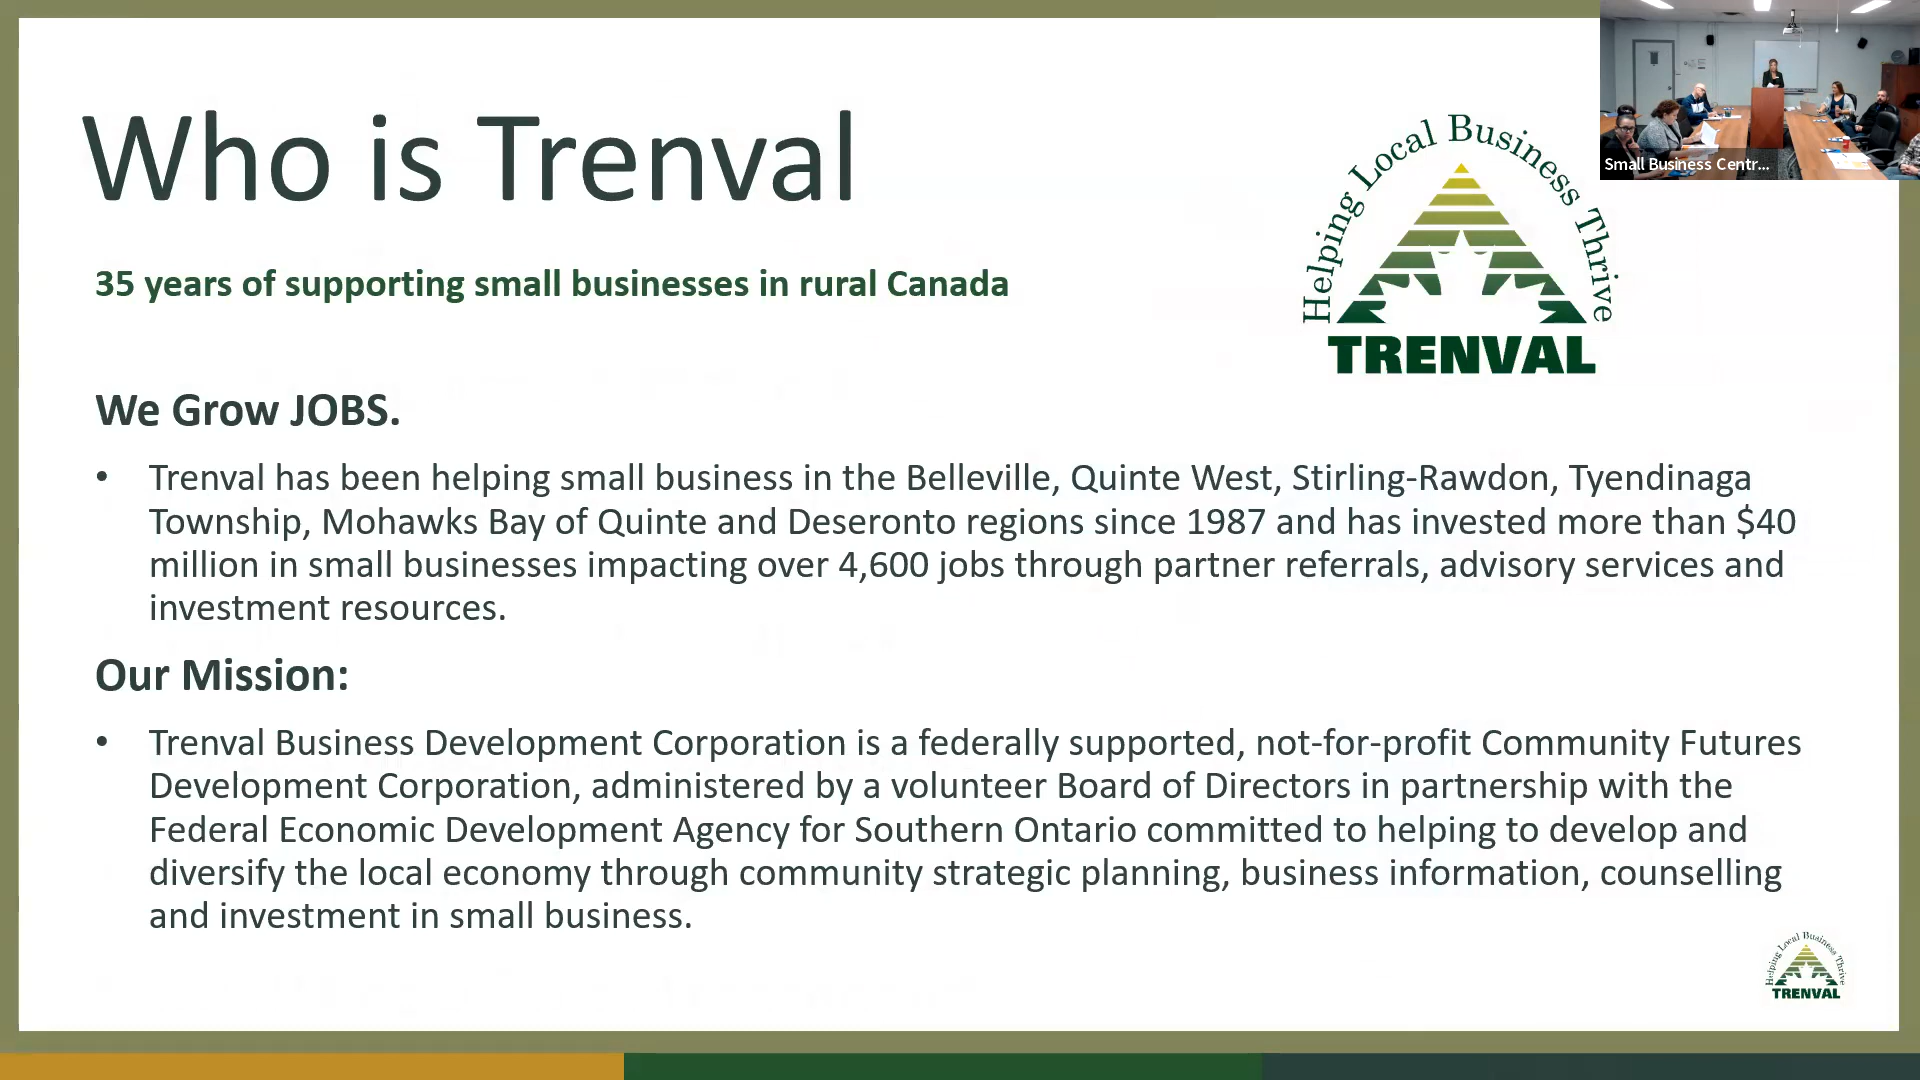 Who is Trenval
35 years of supporting small businesses in rural Canada
Helping Local Business Thrive
TRENVAL
Small Business Centr...
We Grow JOBS.
• Trenval has been helping small business in the Belleville, Quinte West, Stirling-Rawdon, Tyendinaga
Township, Mohawks Bay of Quinte and Deseronto regions since 1987 and has invested more than $40
million in small businesses impacting over 4,600 jobs through partner referrals, advisory services and
investment resources.
Our Mission:
• Trenval Business Development Corporation is a federally supported, not-for-profit Community Futures
Development Corporation, administered by a volunteer Board of Directors in partnership with the
Federal Economic Development Agency for Southern Ontario committed to helping to develop and
diversify the local economy through community strategic planning, business information, counselling
and investment in small business.
Helping Local Business Thrive
TRENVAL